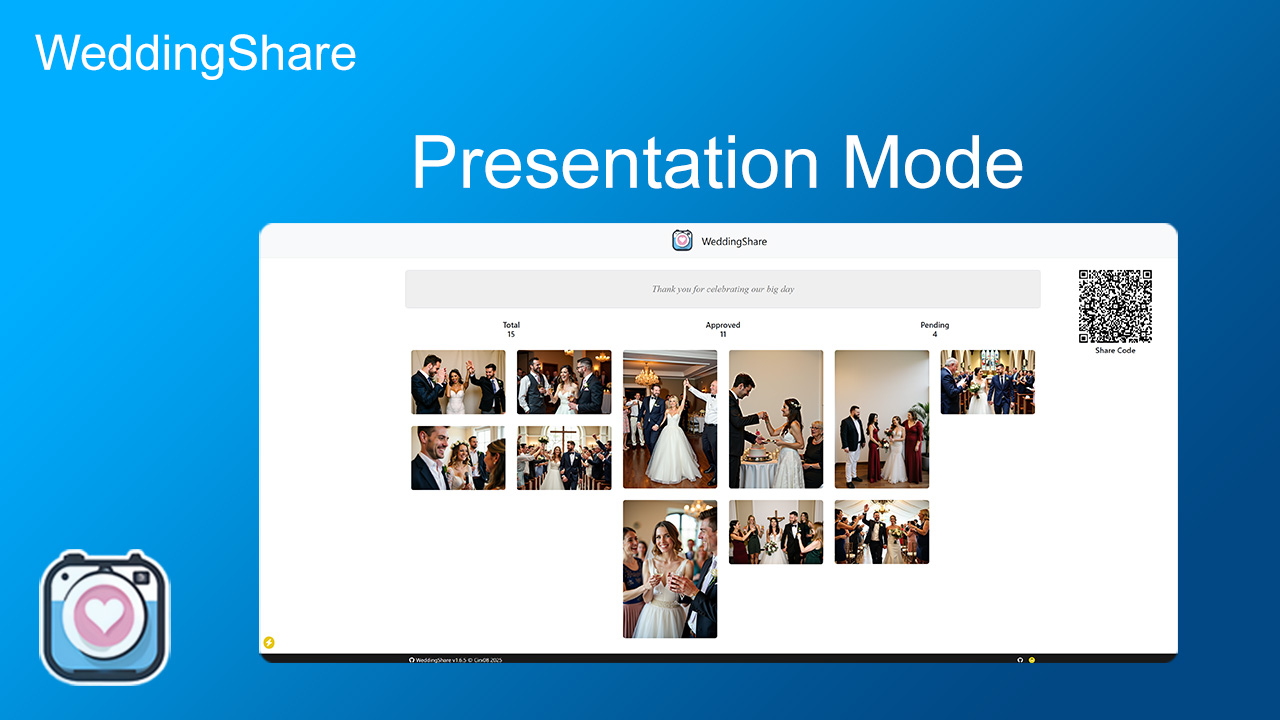 WeddingShare
Presentation Mode
WeddingShare
Thank you for celebrating our big day
Total
15
Approved
11
Pending
4
Share Code
WeddingShare v1.6.5 © Cirx08 2025